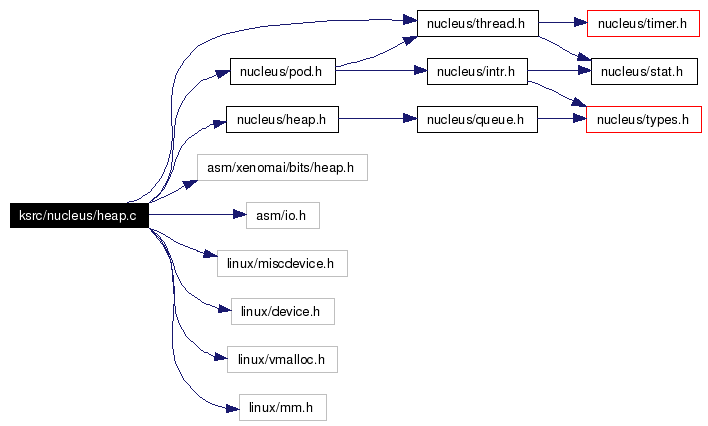 nucleus/thread.h
nucleus/timer.h
nucleus/pod.h
nucleus/intr.h
nucleus/stat.h
nucleus/heap.h
nucleus/queue.h
nucleus/types.h
asm/xenomai/bits/heap.h
ksrc/nucleus/heap.c
asm/io.h
linux/miscdevice.h
linux/device.h
linux/vmalloc.h
linux/mm.h